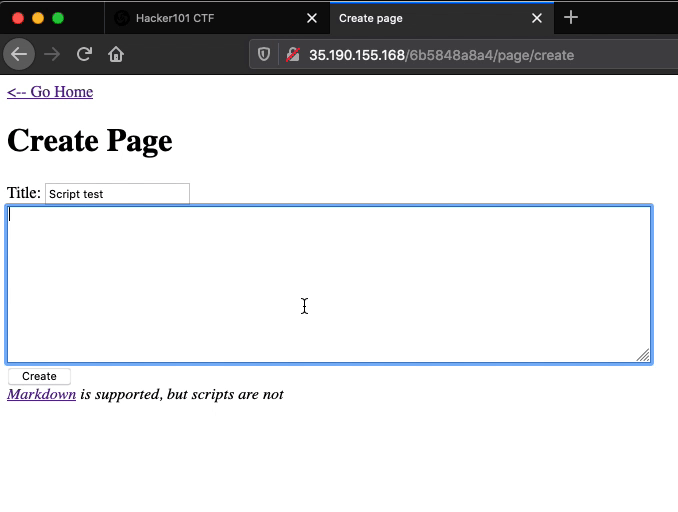 Hacker101 CTF
Create page
35.190.155.168/6b5848a8a4/page/create
<-- Go Home
Create Page
Title: Script test
Create
Markdown is supported, but scripts are not